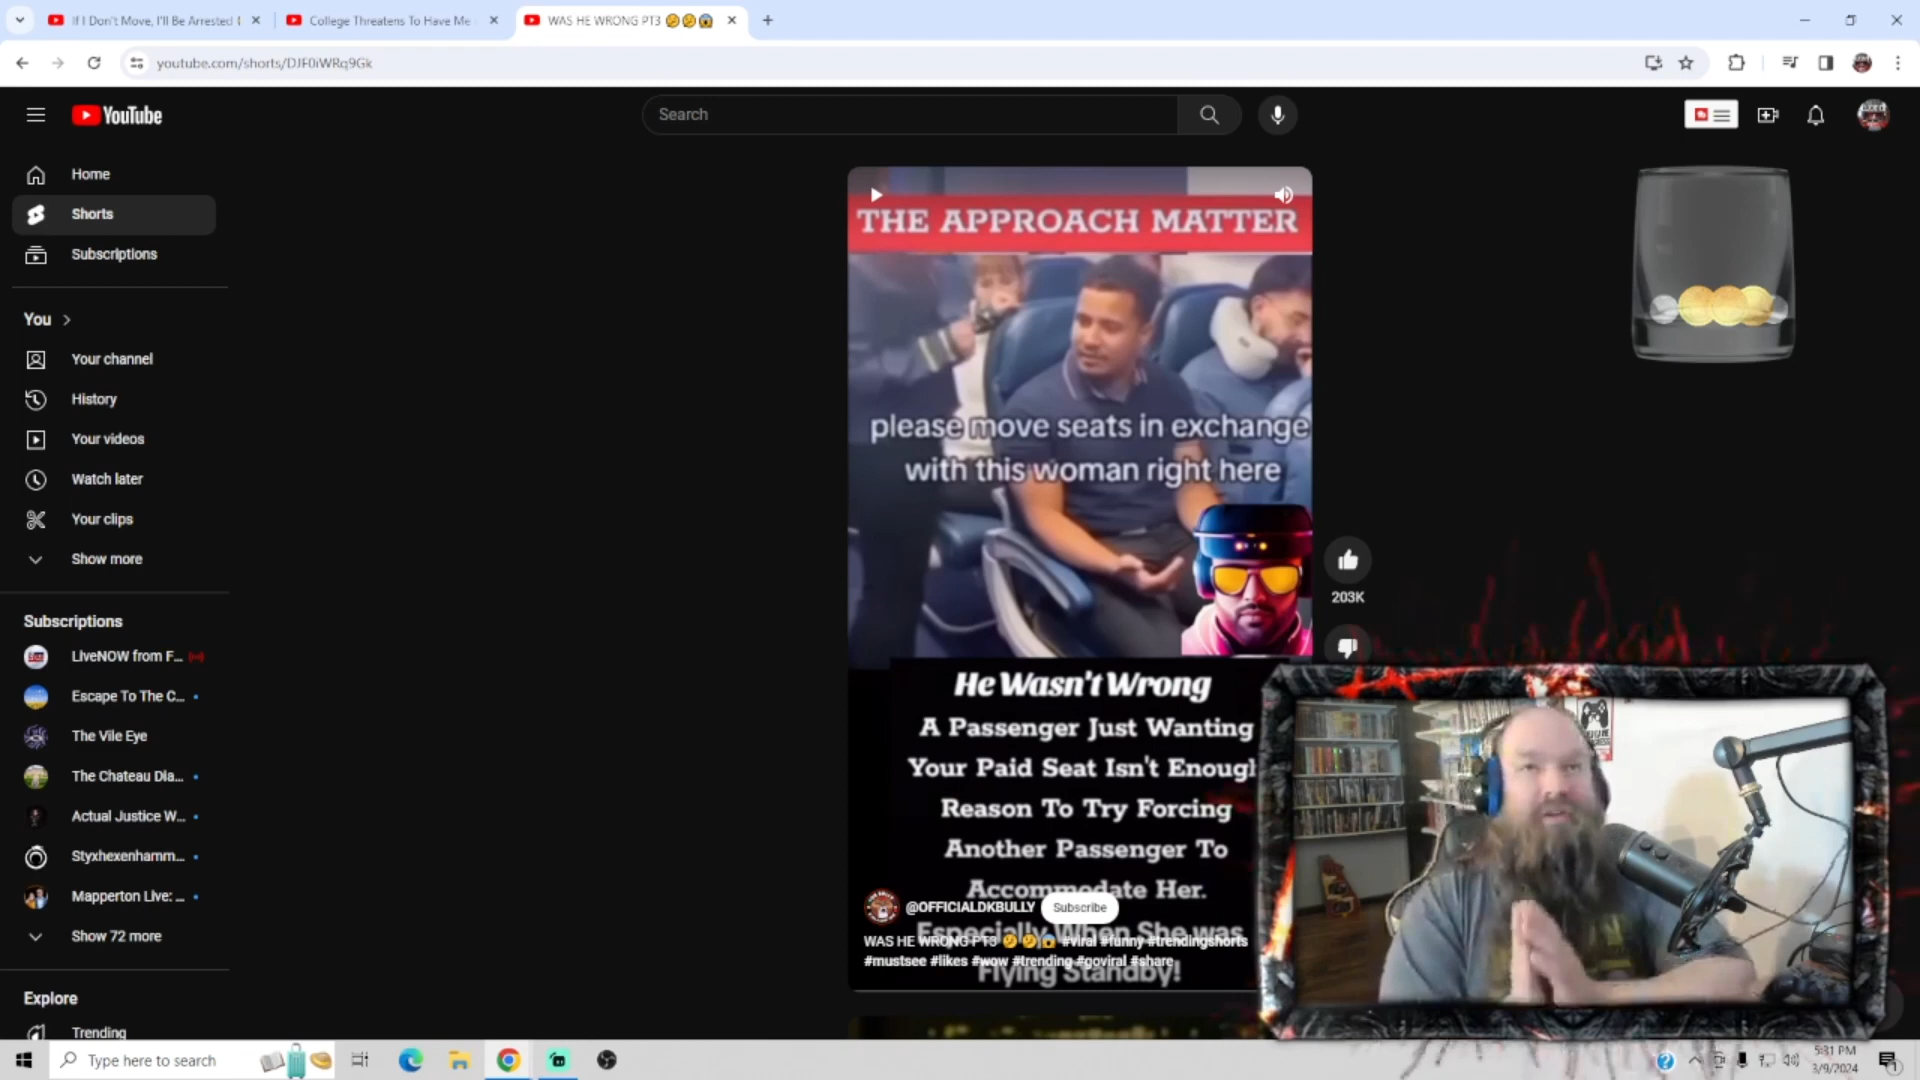 If I Don't Move, I'll Be Arrested
College Threatens To Have Me
WAS HE WRONG PT3 🤔🤔😱
youtube.com/shorts/DJF0iWRq9Gk
YouTube
Search
Home
Shorts
Subscriptions
You
Your channel
History
Your videos
Watch later
Your clips
Show more
Subscriptions
LiveNOW from F...
Escape To The C...
The Vile Eye
The Chateau Dia...
Actual Justice W...
Styxhexenhamm...
Mapperton Live: ...
Show 72 more
Explore
Trending
THE APPROACH MATTER
please move seats in exchange
with this woman right here
203K
He Wasn't Wrong
A Passenger Just Wanting
Your Paid Seat Isn't Enough
Reason To Try Forcing
Another Passenger To
Accommodate Her.
Especially When She was
Flying Standby!
@OFFICIALDKBULLY
Subscribe
WAS HE WRONG PT3 🤔🤔😱 #viral #funny #trendingshorts
#mustsee #likes #wow #trending #goviral #share
Type here to search
5:31 PM
3/9/2024